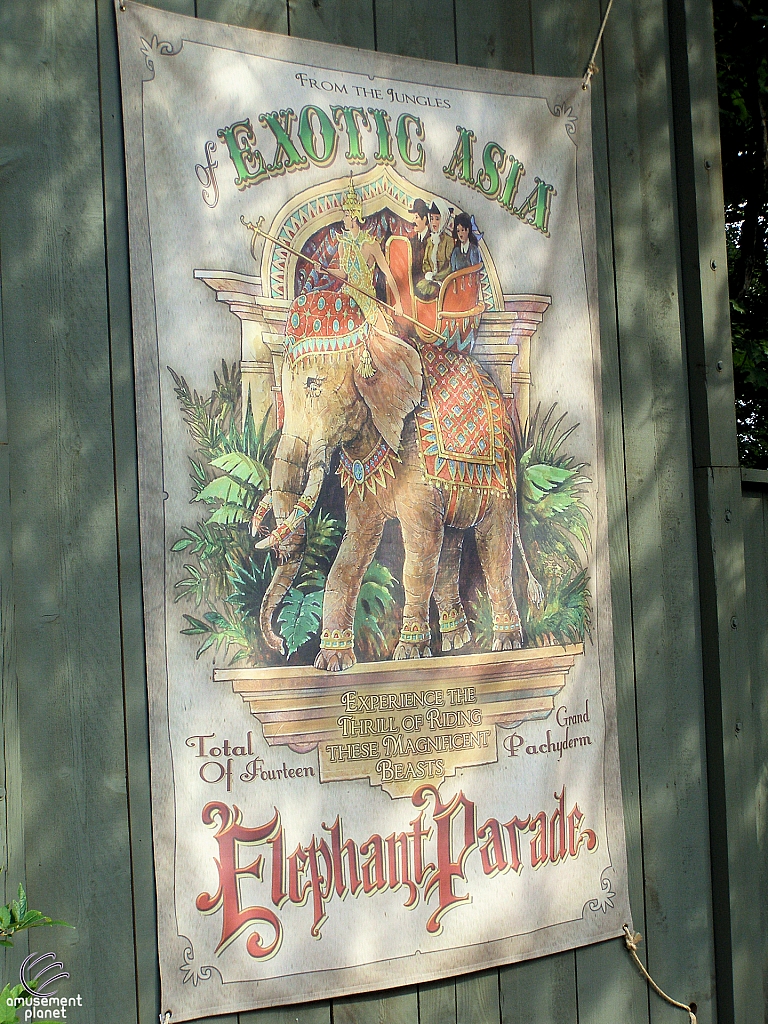 From the Jungles
of Exotic Asia
Experience the
Thrill of Riding
these Magnificent
Beasts
Total
Of Fourteen
Grand
Pachyderm
Elephant Parade
amusement
planet